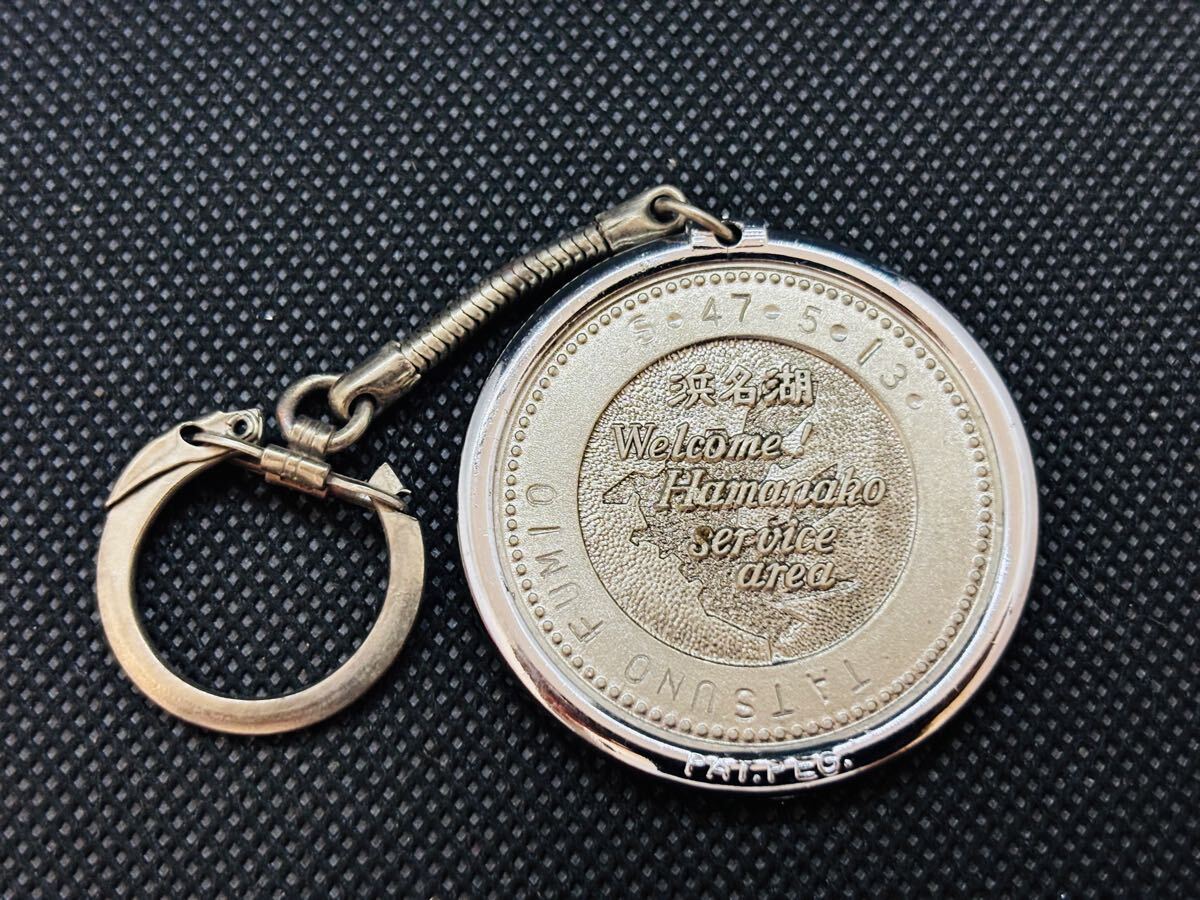 S•47•5•13•
浜名湖
Welcome!
Hamanako
service
area
TATSUNO FUMIO
PAT.PEG.